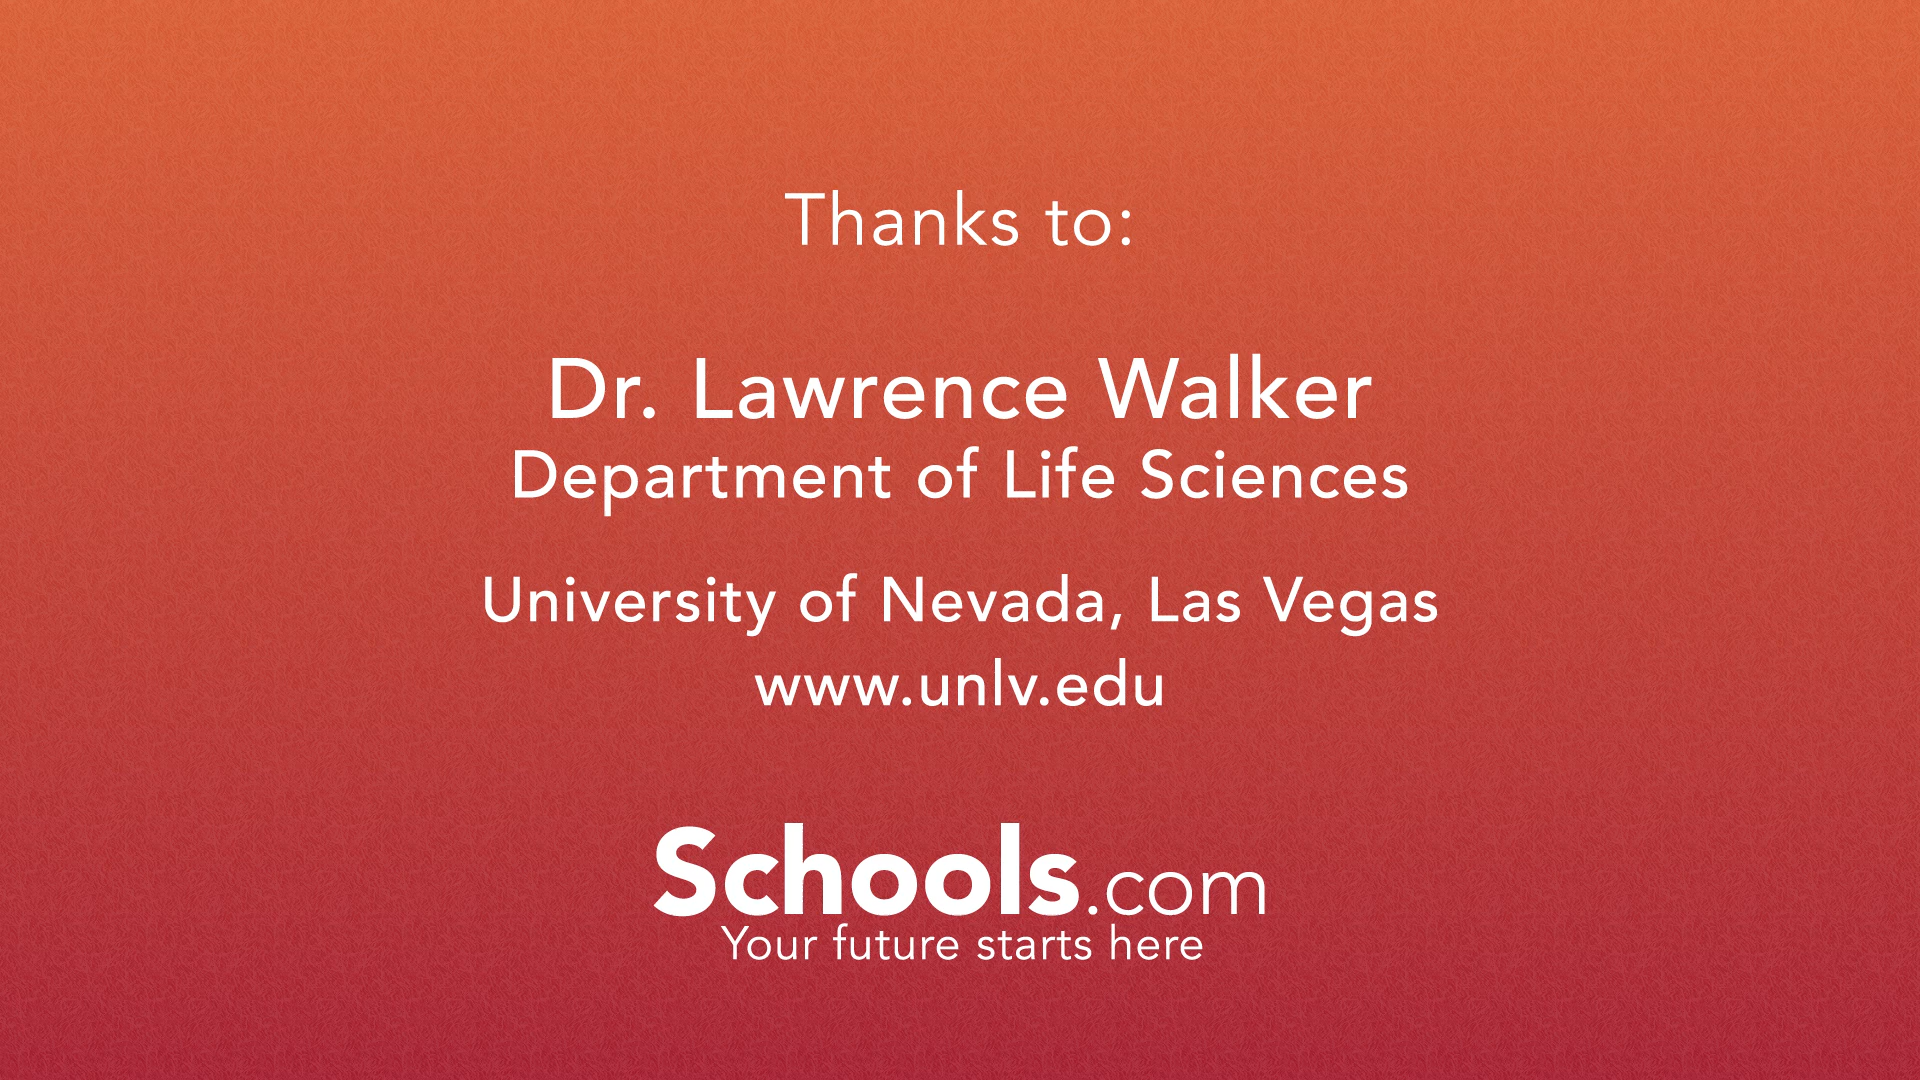 Thanks to:
Dr. Lawrence Walker
Department of Life Sciences
University of Nevada, Las Vegas
www.unlv.edu
Schools.com
Your future starts here